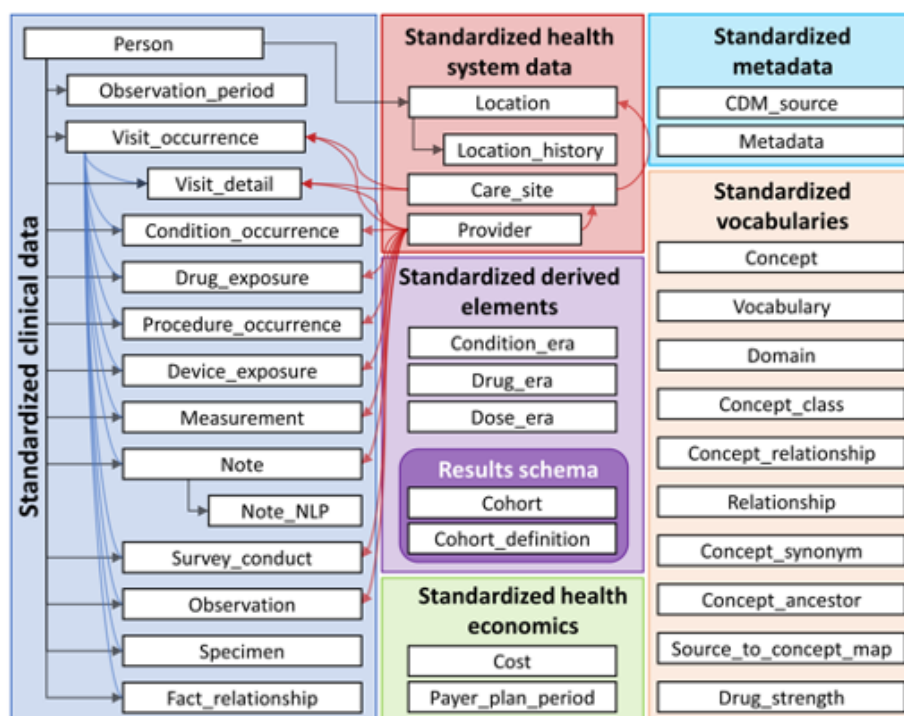 Standardized clinical data
Person
Observation_period
Visit_occurrence
Visit_detail
Condition_occurrence
Drug_exposure
Procedure_occurrence
Device_exposure
Measurement
Note
Note_NLP
Survey_conduct
Observation
Specimen
Fact_relationship
Standardized health
system data
Location
Location_history
Care_site
Provider
Standardized derived
elements
Condition_era
Drug_era
Dose_era
Results schema
Cohort
Cohort_definition
Standardized health
economics
Cost
Payer_plan_period
Standardized
metadata
CDM_source
Metadata
Standardized
vocabularies
Concept
Vocabulary
Domain
Concept_class
Concept_relationship
Relationship
Concept_synonym
Concept_ancestor
Source_to_concept_map
Drug_strength